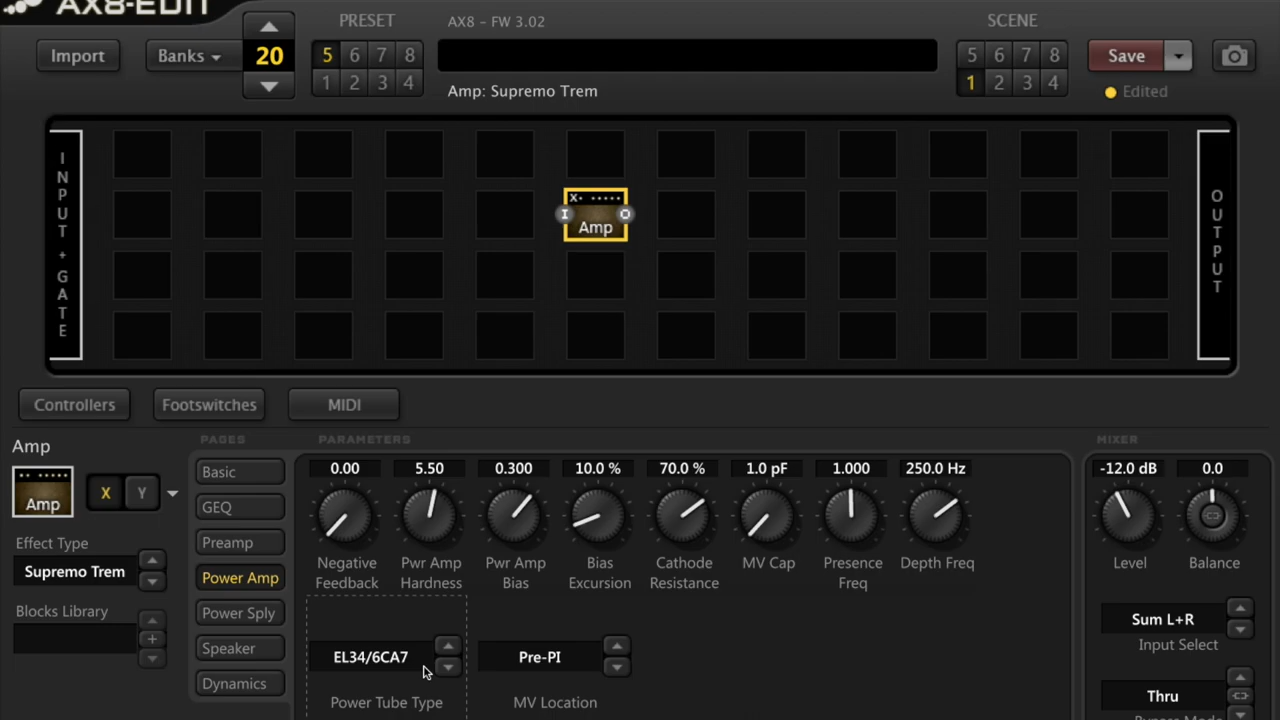 AX8-EDIT
PRESET
AX8 - FW 3.02
SCENE
Import
Banks
20
5 6 7 8
1 2 3 4
5 6 7 8
1 2 3 4
Save
Amp: Supremo Trem
Edited
INPUT + GATE
X
I
O
Amp
OUTPUT
Controllers
Footswitches
MIDI
PAGES
PARAMETERS
MIXER
Amp
Amp
X
Y
Effect Type
Supremo Trem
Blocks Library
Basic
GEQ
Preamp
Power Amp
Power Sply
Speaker
Dynamics
0.00 5.50 0.300 10.0 % 70.0 % 1.0 pF 1.000 250.0 Hz
Negative Feedback
Pwr Amp Hardness
Pwr Amp Bias
Bias Excursion
Cathode Resistance
MV Cap
Presence Freq
Depth Freq
EL34/6CA7
Power Tube Type
Pre-PI
MV Location
-12.0 dB 0.0
Level
Balance
Sum L+R
Input Select
Thru